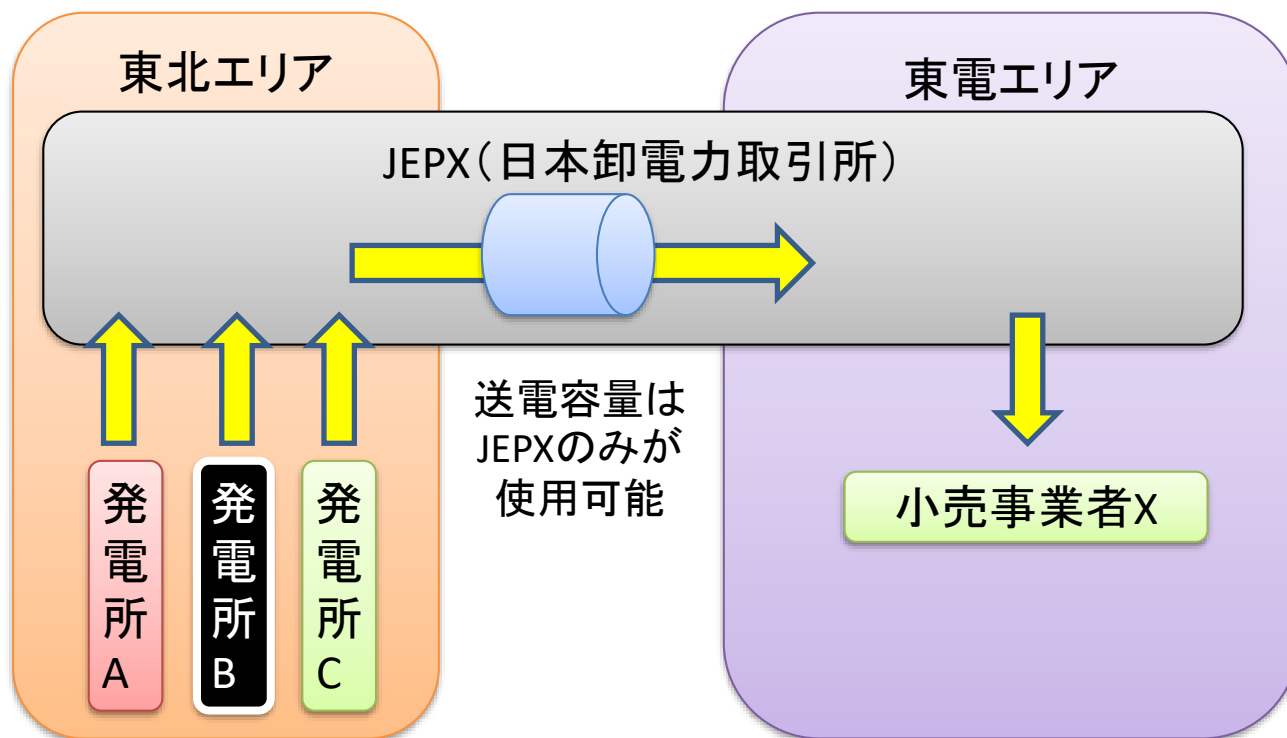 東北エリア
東電エリア
JEPX（日本卸電力取引所）
送電容量は
JEPXのみが
使用可能
発電所A
発電所B
発電所C
小売事業者X